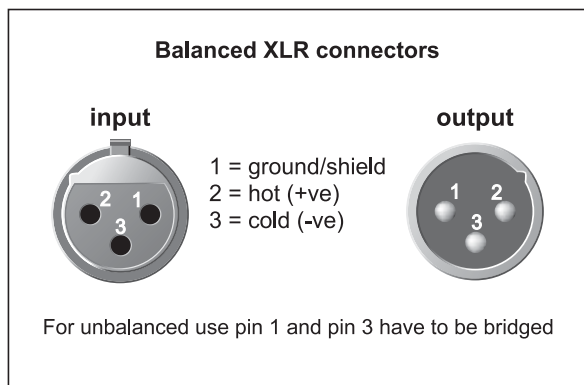 Balanced XLR connectors
input
output
1 = ground/shield
2 = hot (+ve)
3 = cold (-ve)
2 1
3
1 2
3
For unbalanced use pin 1 and pin 3 have to be bridged